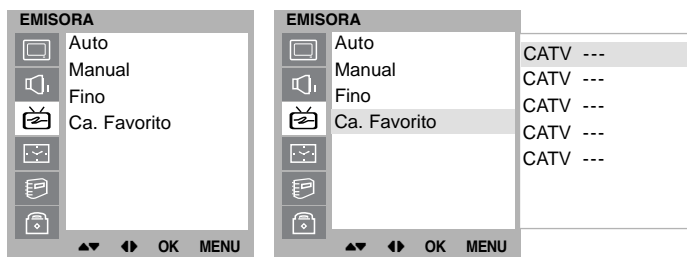 EMISORA
Auto
Manual
Fino
Ca. Favorito
▲▼ ◀▶ OK MENU
EMISORA
Auto
Manual
Fino
Ca. Favorito
▲▼ ◀▶ OK MENU
CATV ---
CATV ---
CATV ---
CATV ---
CATV ---